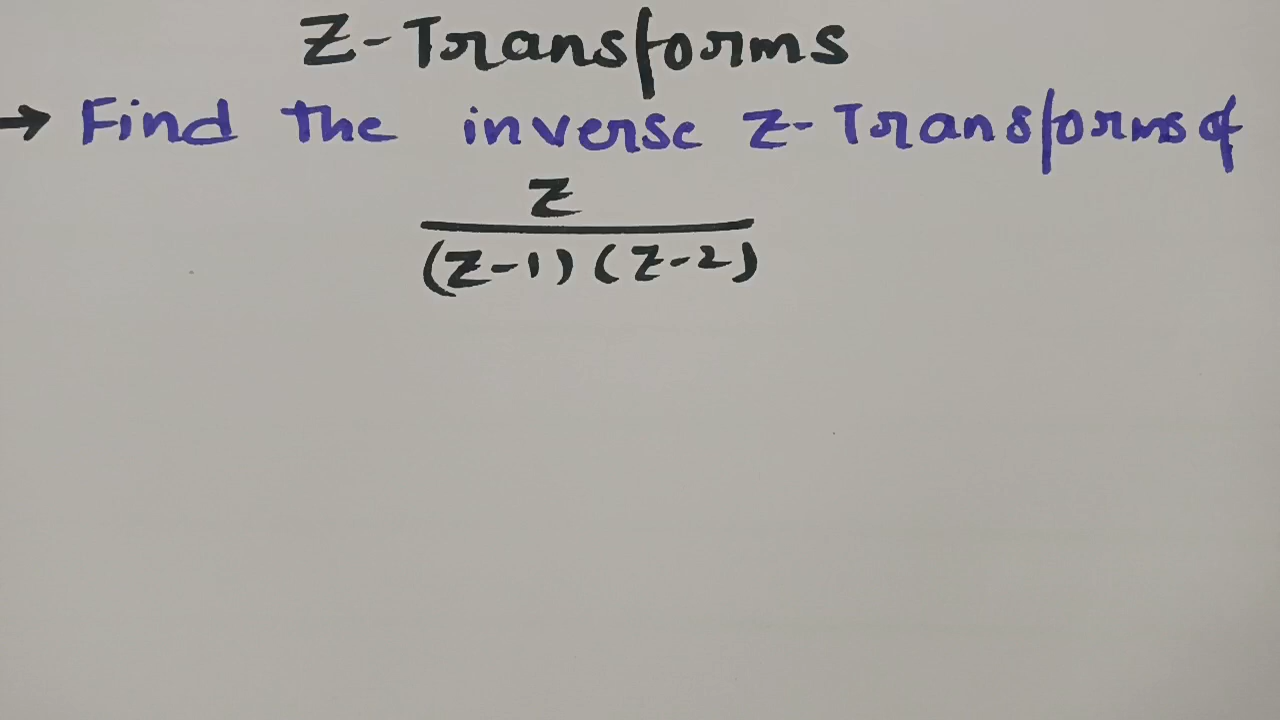 Z-Transforms
→ Find the inverse Z-Transforms of
Z
(Z-1)(Z-2)